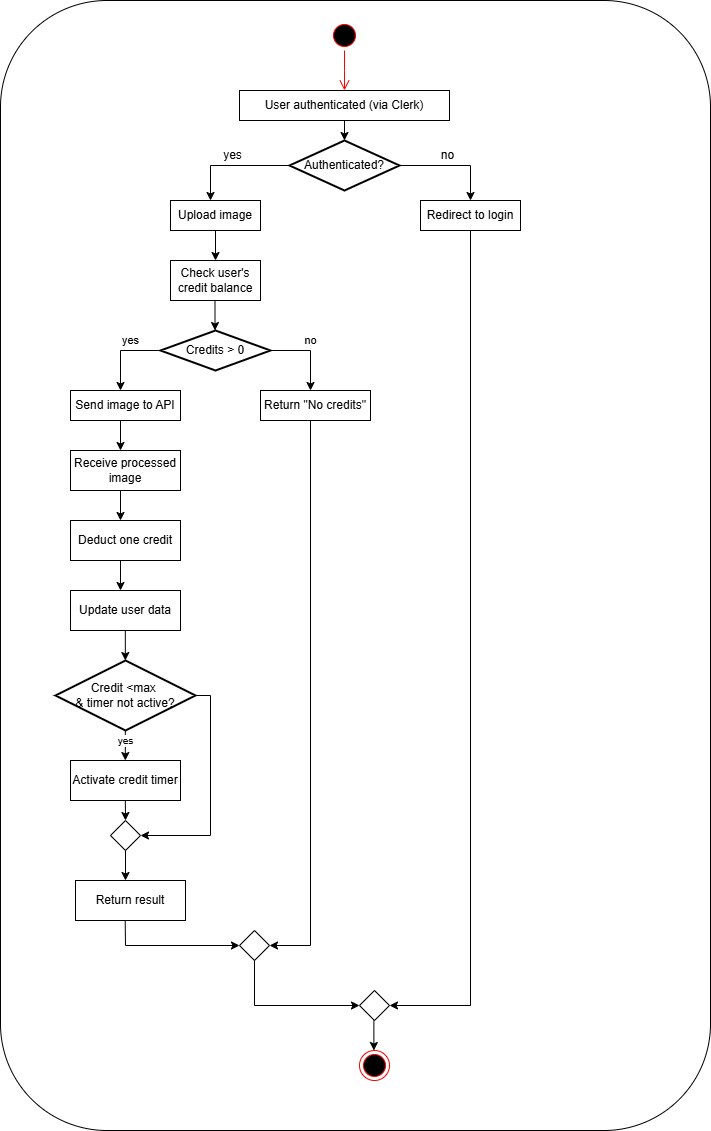 User authenticated (via Clerk)
Authenticated?
yes
no
Upload image
Redirect to login
Check user's
credit balance
Credits > 0
yes
no
Send image to API
Return "No credits"
Receive processed
image
Deduct one credit
Update user data
Credit <max
& timer not active?
yes
Activate credit timer
Return result